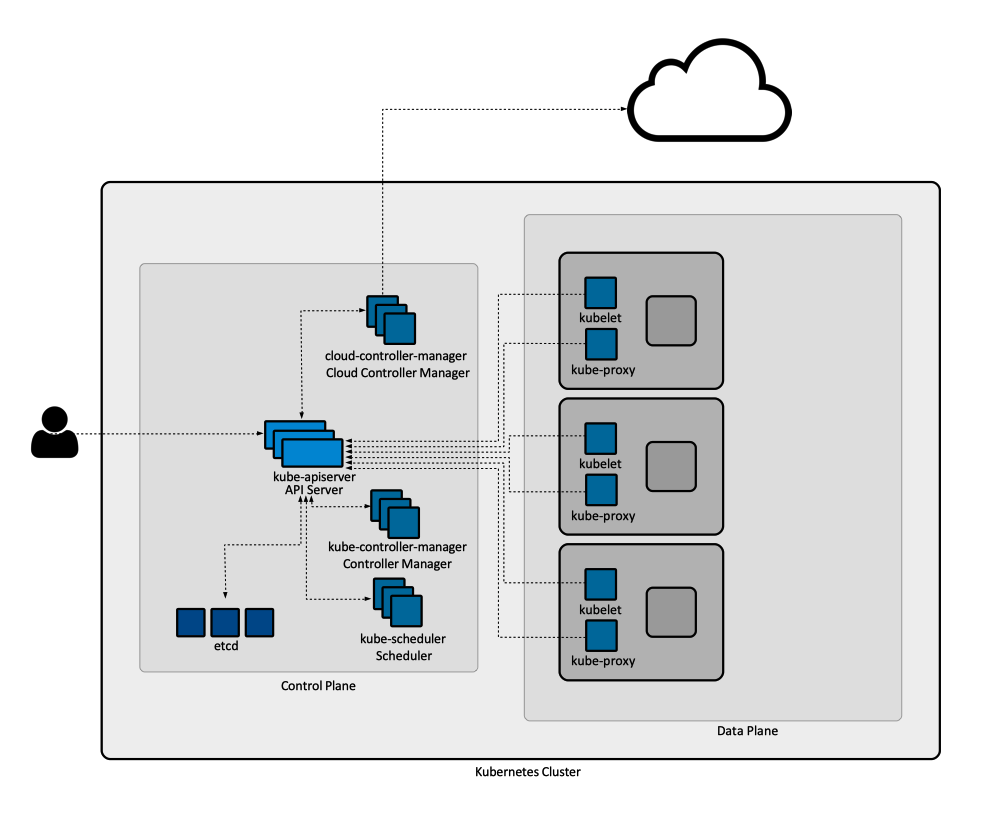 cloud-controller-manager
Cloud Controller Manager
kube-apiserver
API Server
kube-controller-manager
Controller Manager
kube-scheduler
Scheduler
etcd
Control Plane
kubelet
kube-proxy
kubelet
kube-proxy
kubelet
kube-proxy
Data Plane
Kubernetes Cluster